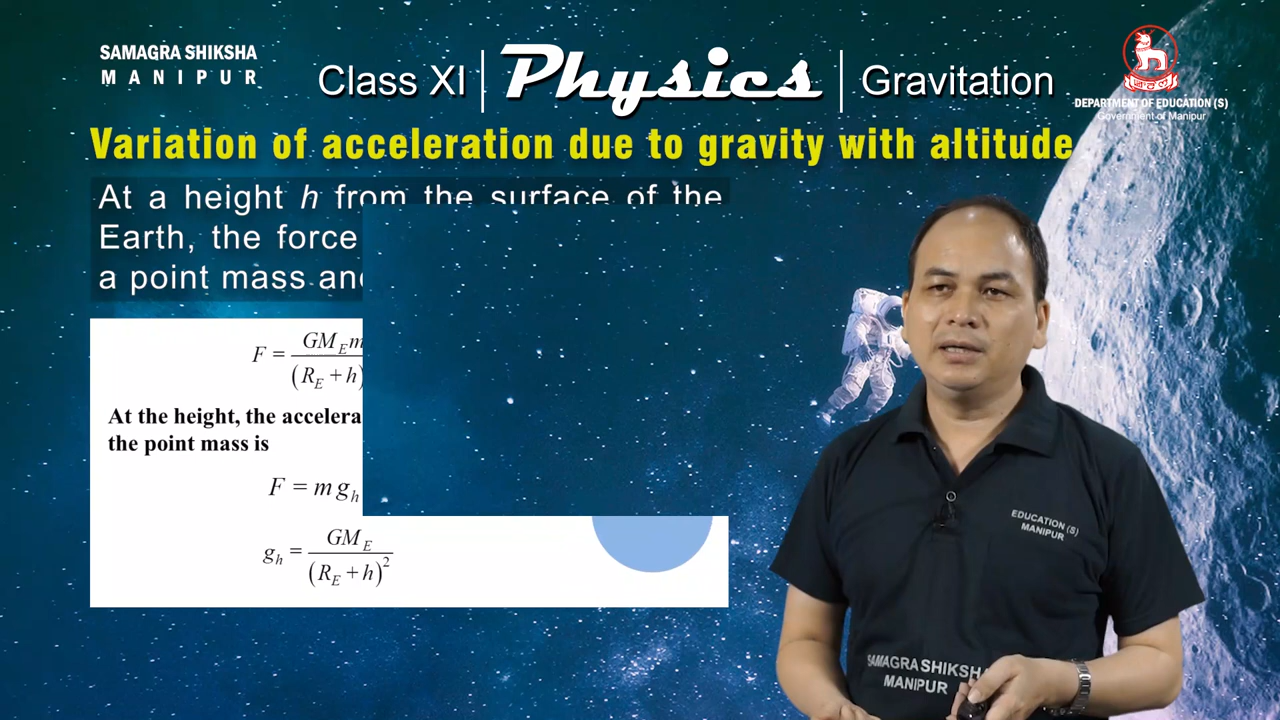 SAMAGRA SHIKSHA
MANIPUR
Class XI | Physics | Gravitation
DEPARTMENT OF EDUCATION (S)
Government of Manipur
Variation of acceleration due to gravity with altitude
At a height h from the surface of the
Earth, the force
a point mass and
F = GM_E m / (R_E + h)
At the height, the accelera
the point mass is
F = m g_h
g_h = GM_E / (R_E + h)^2
EDUCATION (S)
MANIPUR
SAMAGRA SHIKSHA
MANIPUR